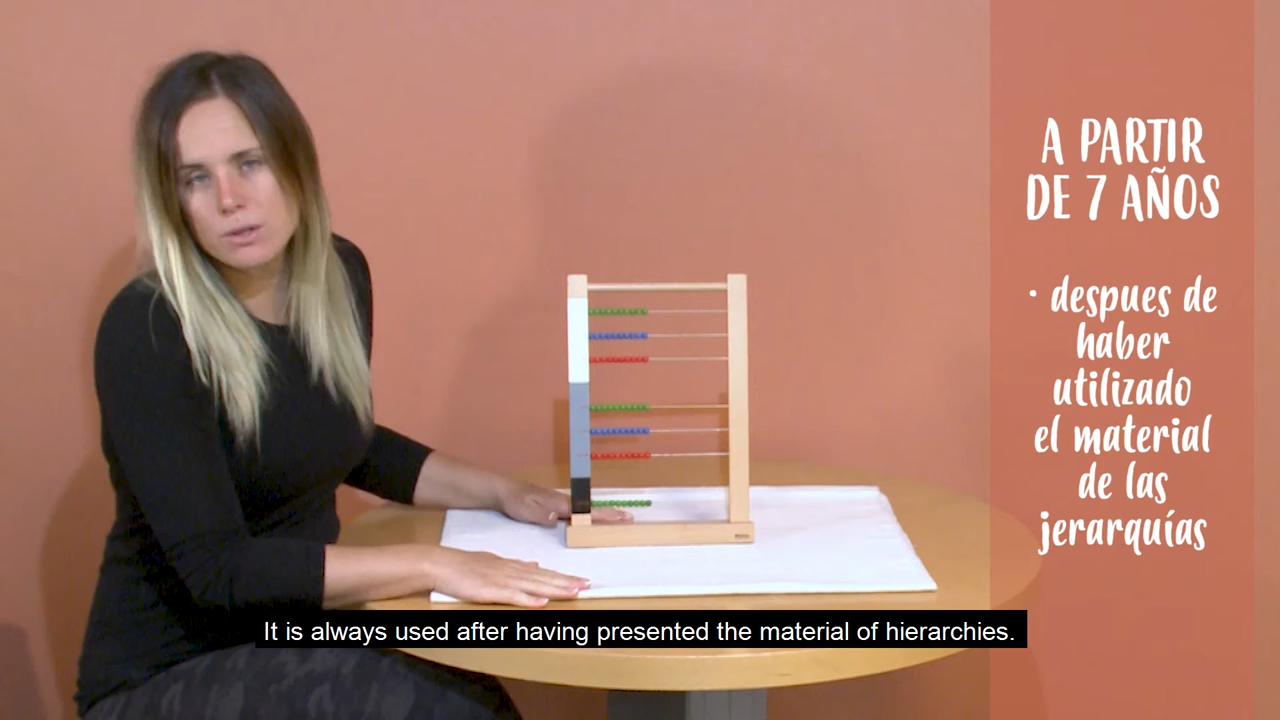 A PARTIR
DE 7 AÑOS
· despues de
haber
utilizado
el material
de las
jerarquías
It is always used after having presented the material of hierarchies.